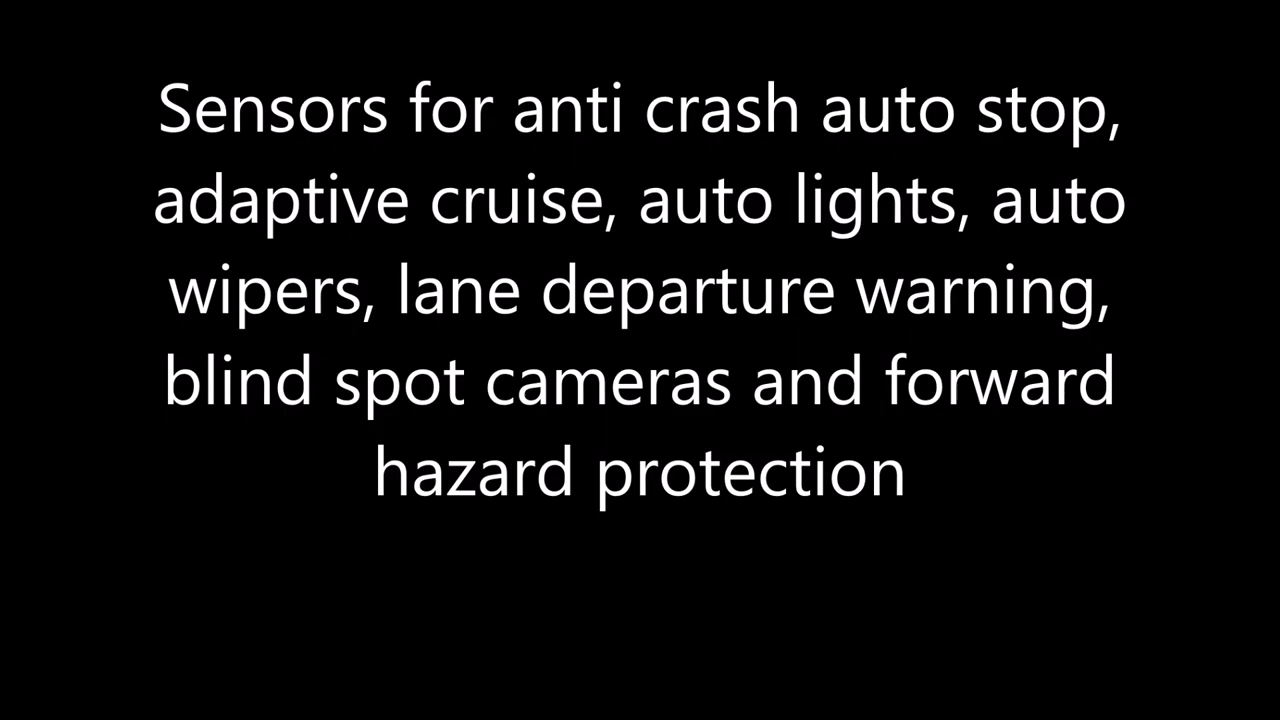 Sensors for anti crash auto stop,
adaptive cruise, auto lights, auto
wipers, lane departure warning,
blind spot cameras and forward
hazard protection